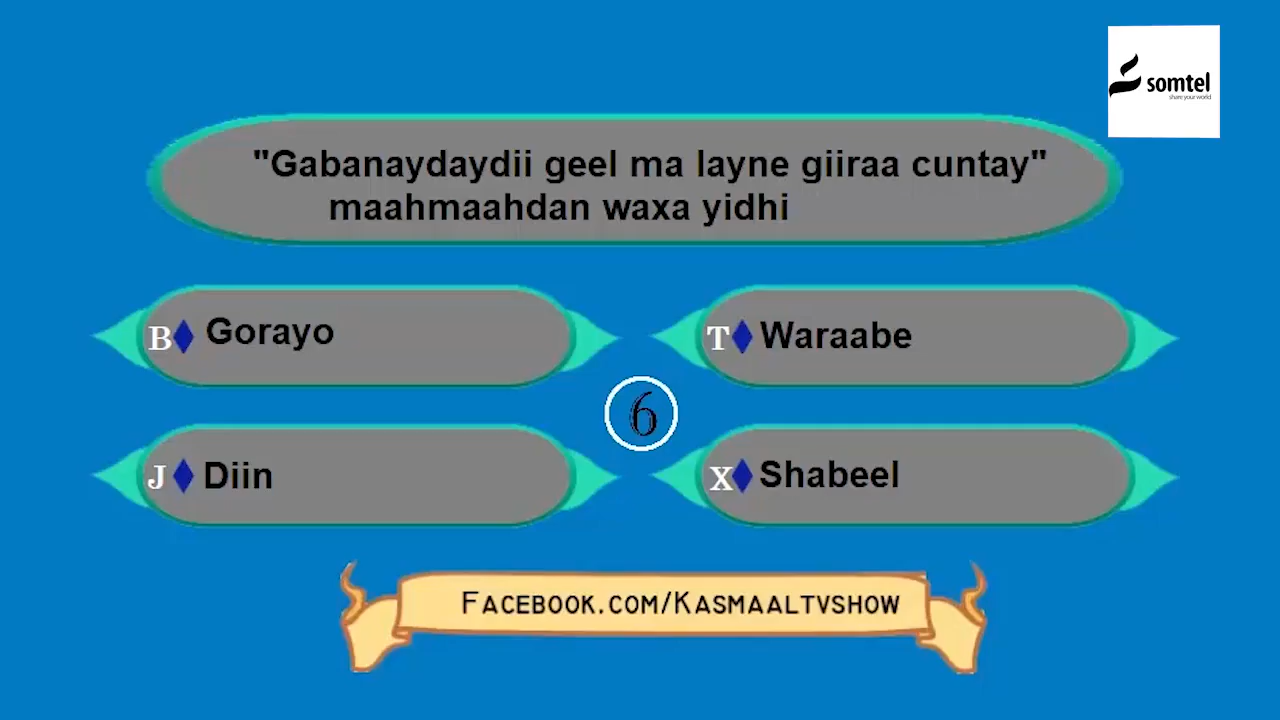 somtel
share your world
"Gabanaydaydii geel ma layne giiraa cuntay"
maahmaahdan waxa yidhi
B Gorayo
T Waraabe
6
J Diin
X Shabeel
FACEBOOK.COM/KASMAALTVSHOW